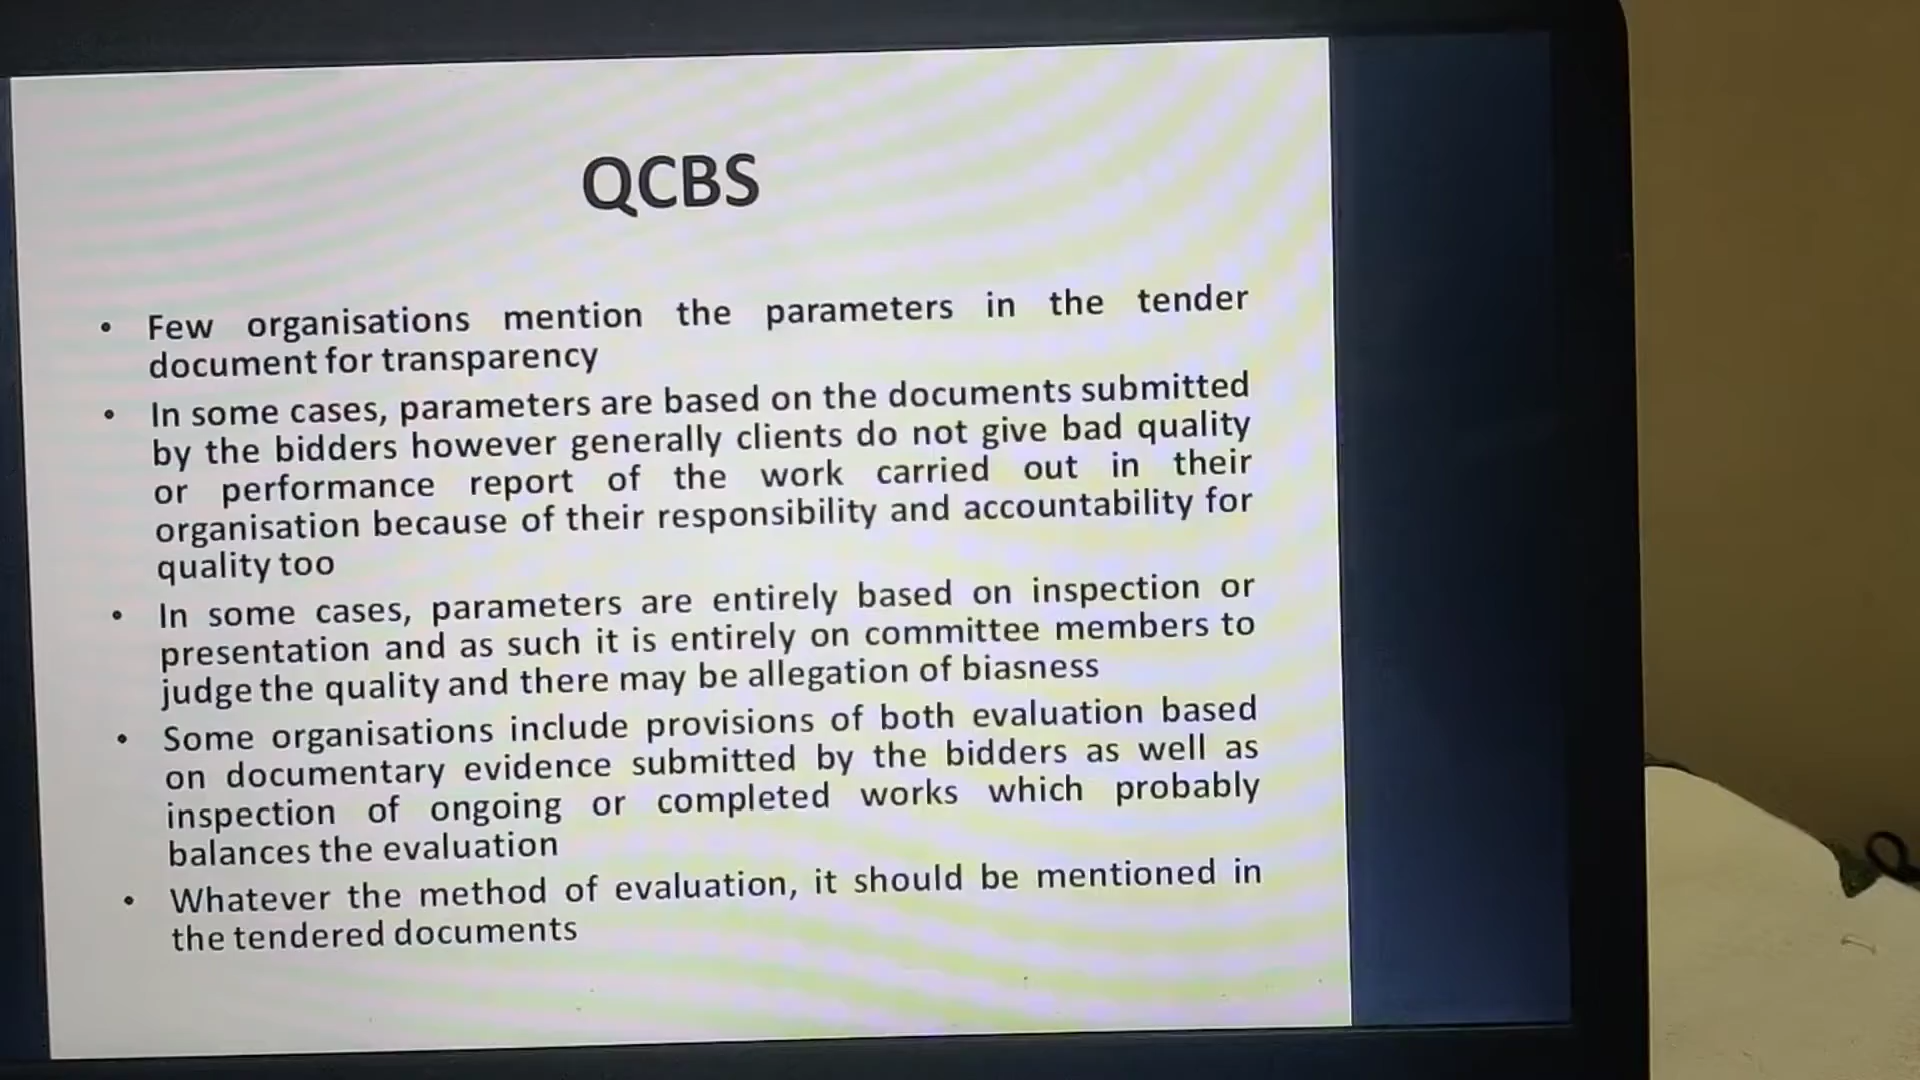 QCBS
• Few organisations mention the parameters in the tender
document for transparency
• In some cases, parameters are based on the documents submitted
by the bidders however generally clients do not give bad quality
or performance report of the work carried out in their
organisation because of their responsibility and accountability for
quality too
• In some cases, parameters are entirely based on inspection or
presentation and as such it is entirely on committee members to
judge the quality and there may be allegation of biasness
• Some organisations include provisions of both evaluation based
on documentary evidence submitted by the bidders as well as
inspection of ongoing or completed works which probably
balances the evaluation
• Whatever the method of evaluation, it should be mentioned in
the tendered documents